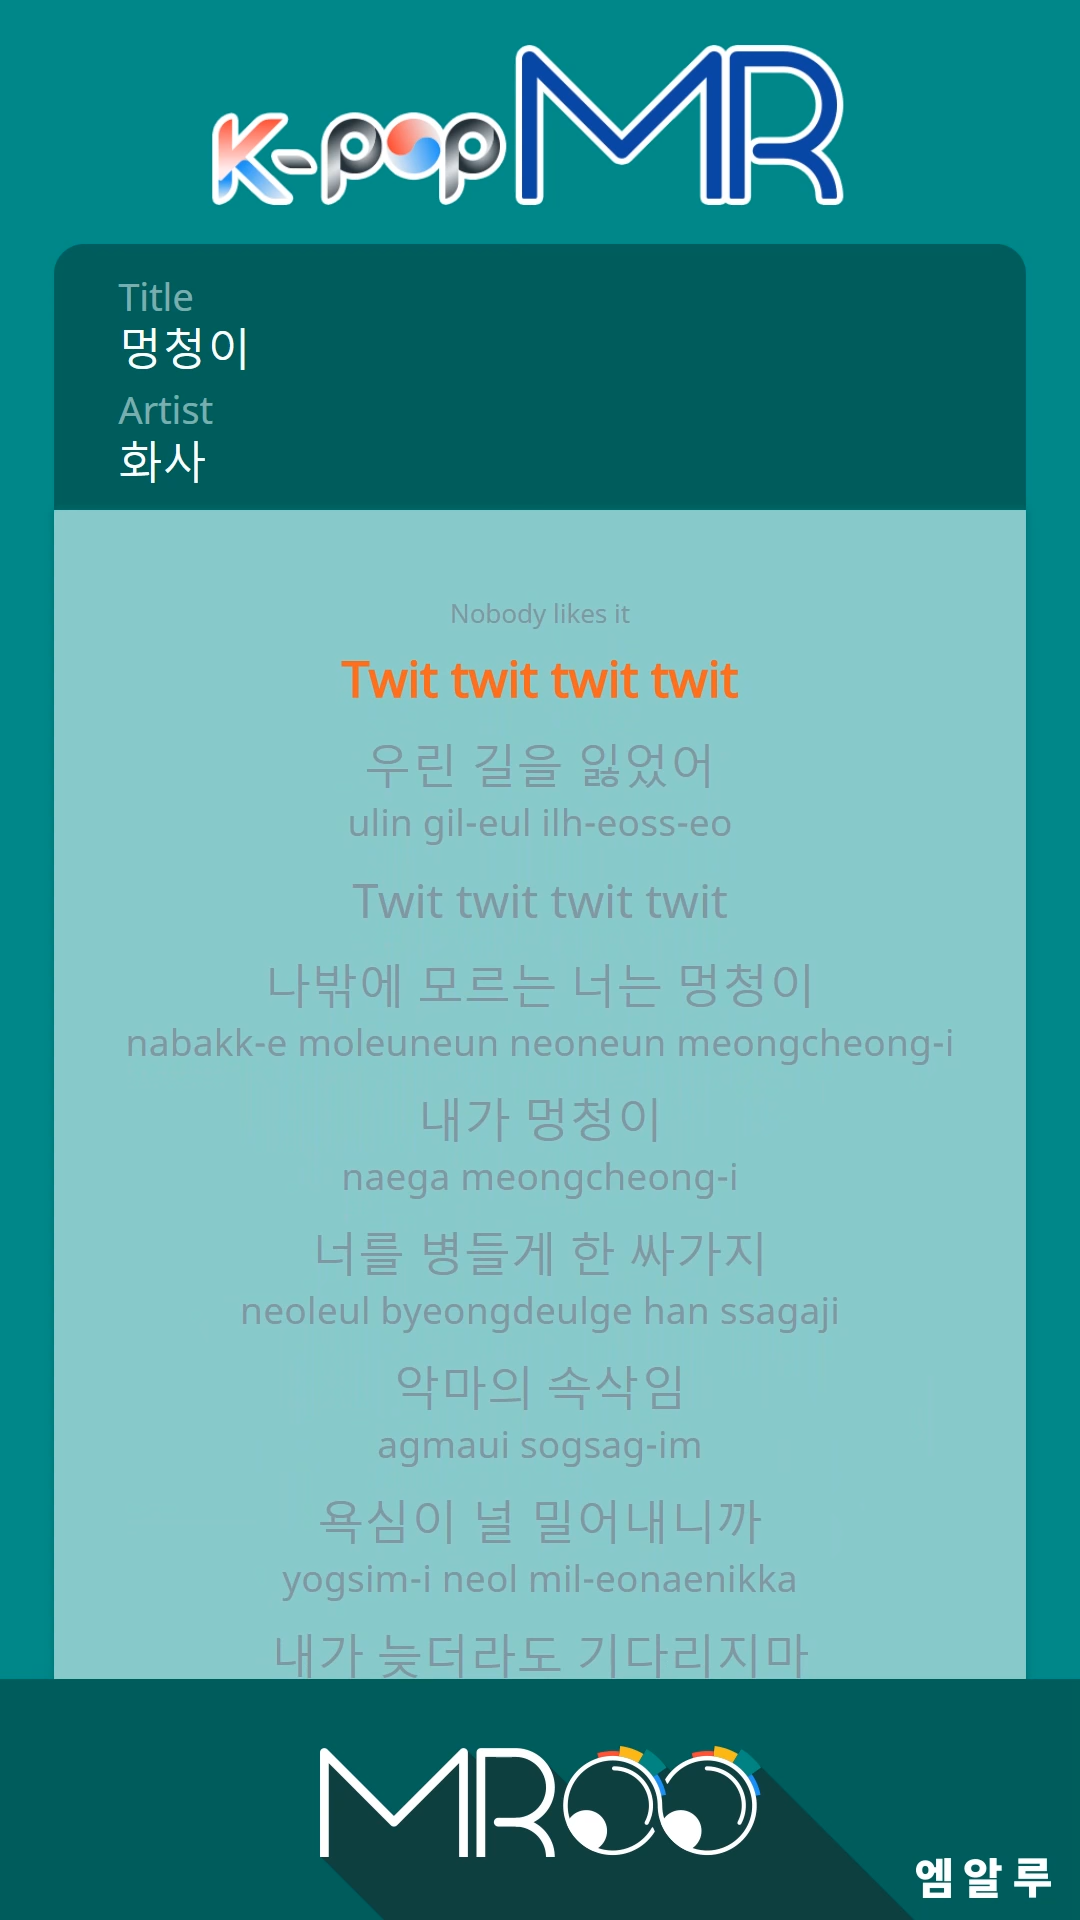 K-pop MR
Title
멍청이
Artist
화사
Nobody likes it
Twit twit twit twit
우린 길을 잃었어
ulin gil-eul ilh-eoss-eo
Twit twit twit twit
나밖에 모르는 너는 멍청이
nabakk-e moleuneun neoneun meongcheong-i
내가 멍청이
naega meongcheong-i
너를 병들게 한 싸가지
neoleul byeongdeulge han ssagaji
악마의 속삭임
agmaui sogsag-im
욕심이 널 밀어내니까
yogsim-i neol mil-eonaenikka
내가 늦더라도 기다리지마
MROO
엠알루